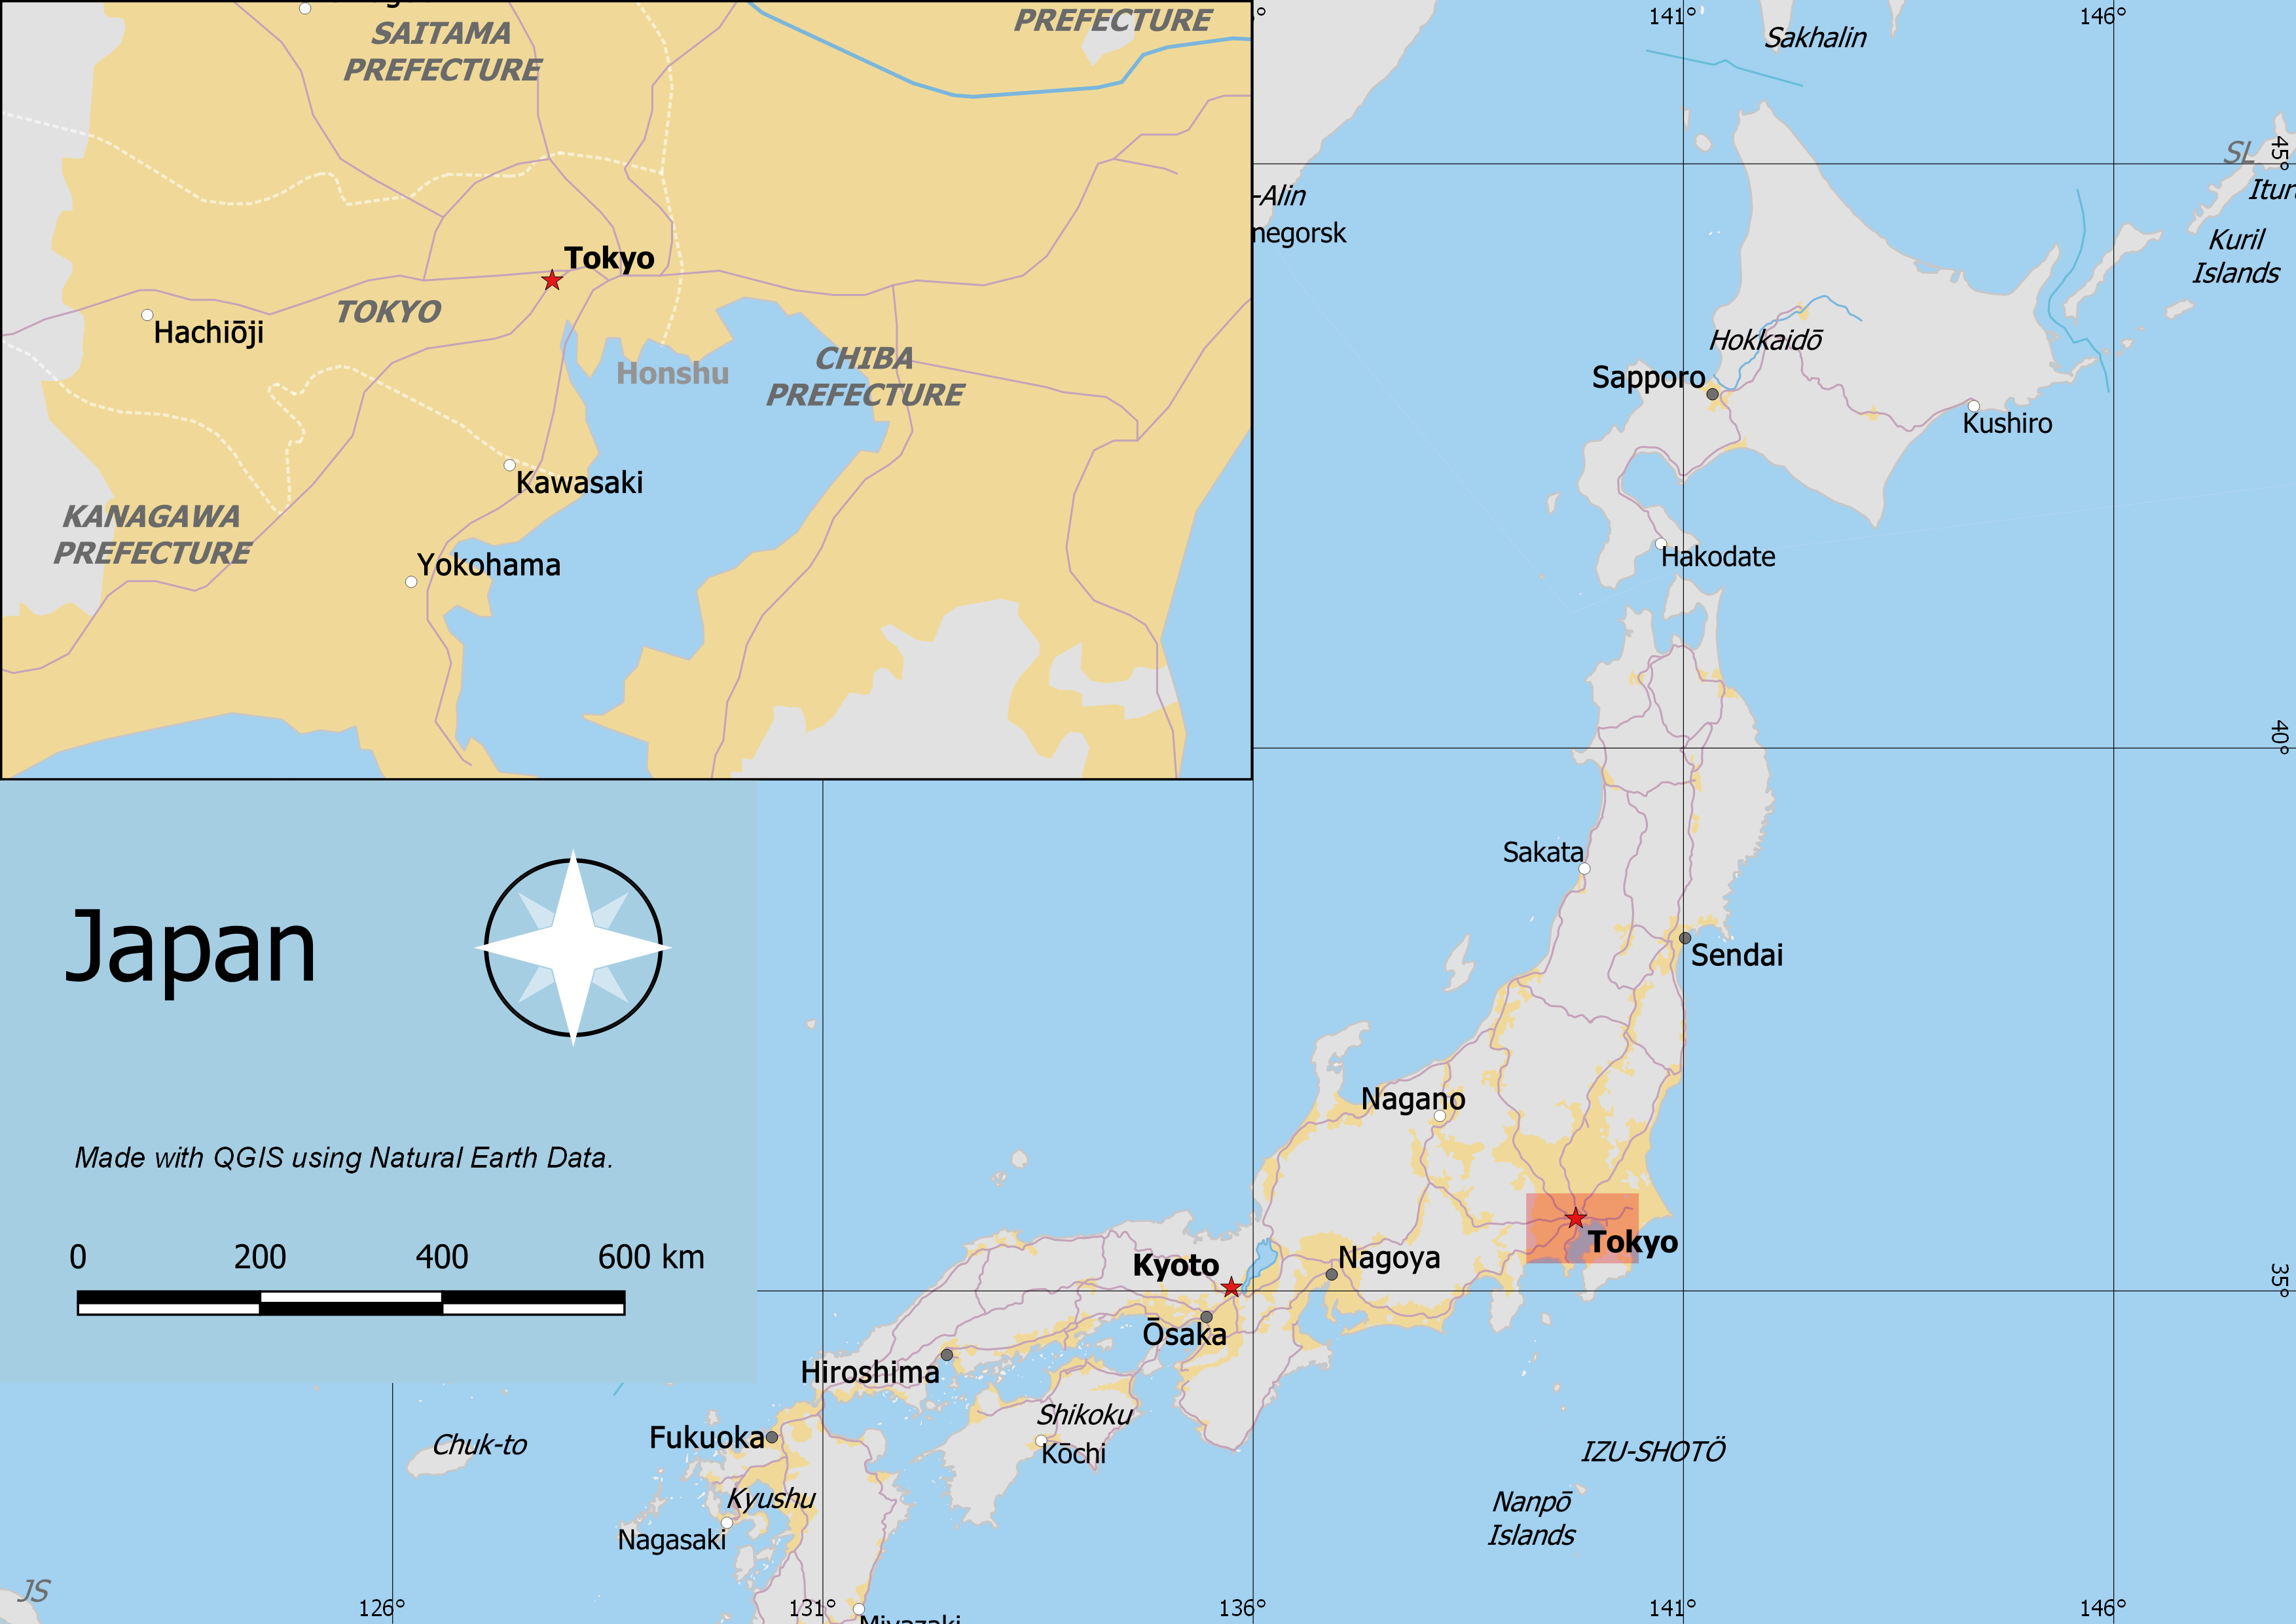 SAITAMA
PREFECTURE
PREFECTURE
Tokyo
TOKYO
Hachiōji
Honshu
CHIBA
PREFECTURE
Kawasaki
KANAGAWA
PREFECTURE
Yokohama
141°
146°
Sakhalin
45°
SL
-Alin
negorsk
Kuril
Islands
Hokkaidō
Sapporo
Kushiro
Hakodate
40°
Sakata
Sendai
Japan
Nagano
Made with QGIS using Natural Earth Data.
0 200 400 600 km
Tokyo
Kyoto
Nagoya
35°
Ōsaka
Hiroshima
Shikoku
Kōchi
Fukuoka
Chuk-to
IZU-SHOTŌ
Kyushu
Nanpō
Islands
Nagasaki
JS
126°
131°
136°
141°
146°